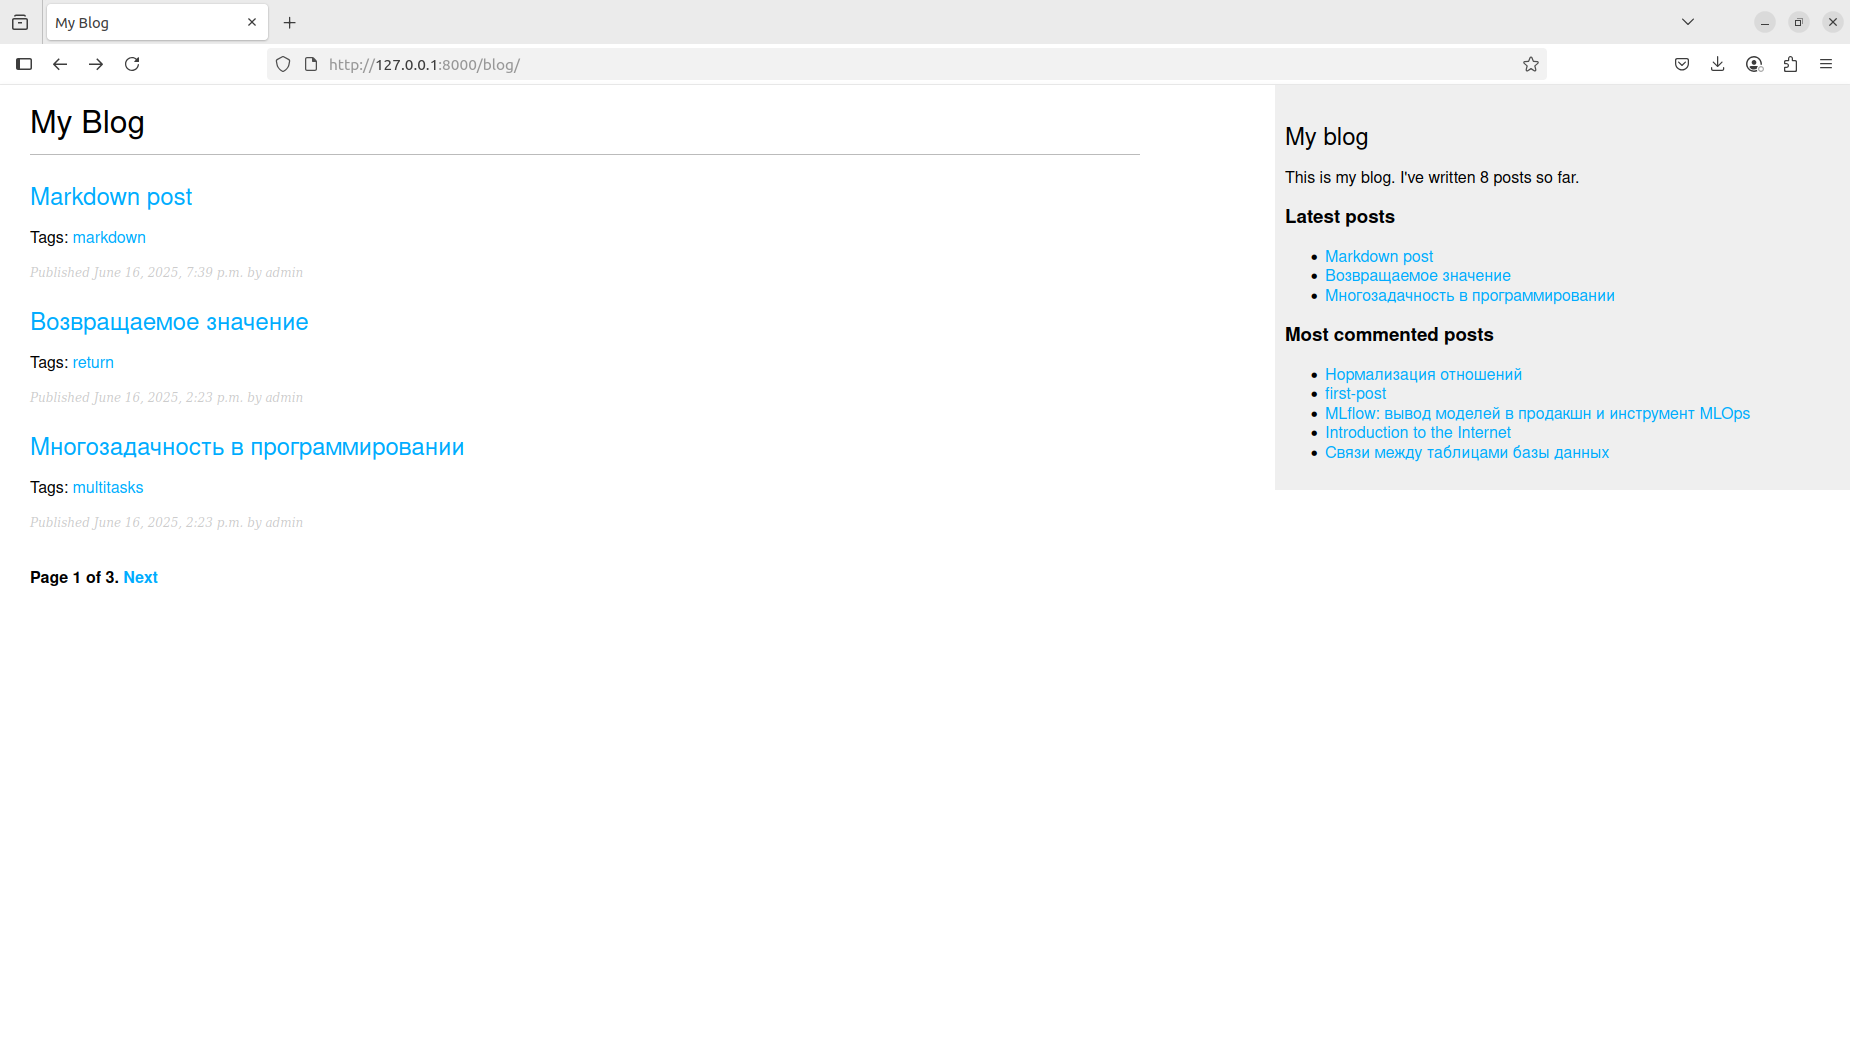 My Blog
http://127.0.0.1:8000/blog/
My Blog
Markdown post
Tags: markdown
Published June 16, 2025, 7:39 p.m. by admin
Возвращаемое значение
Tags: return
Published June 16, 2025, 2:23 p.m. by admin
Многозадачность в программировании
Tags: multitasks
Published June 16, 2025, 2:23 p.m. by admin
Page 1 of 3. Next
My blog
This is my blog. I've written 8 posts so far.
Latest posts
Markdown post
Возвращаемое значение
Многозадачность в программировании
Most commented posts
Нормализация отношений
first-post
MLflow: вывод моделей в продакшн и инструмент MLOps
Introduction to the Internet
Связи между таблицами базы данных